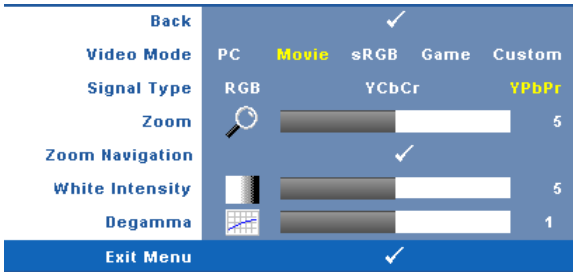 Back
Video Mode PC Movie sRGB Game Custom
Signal Type RGB YCbCr YPbPr
Zoom 5
Zoom Navigation
White Intensity 5
Degamma 1
Exit Menu